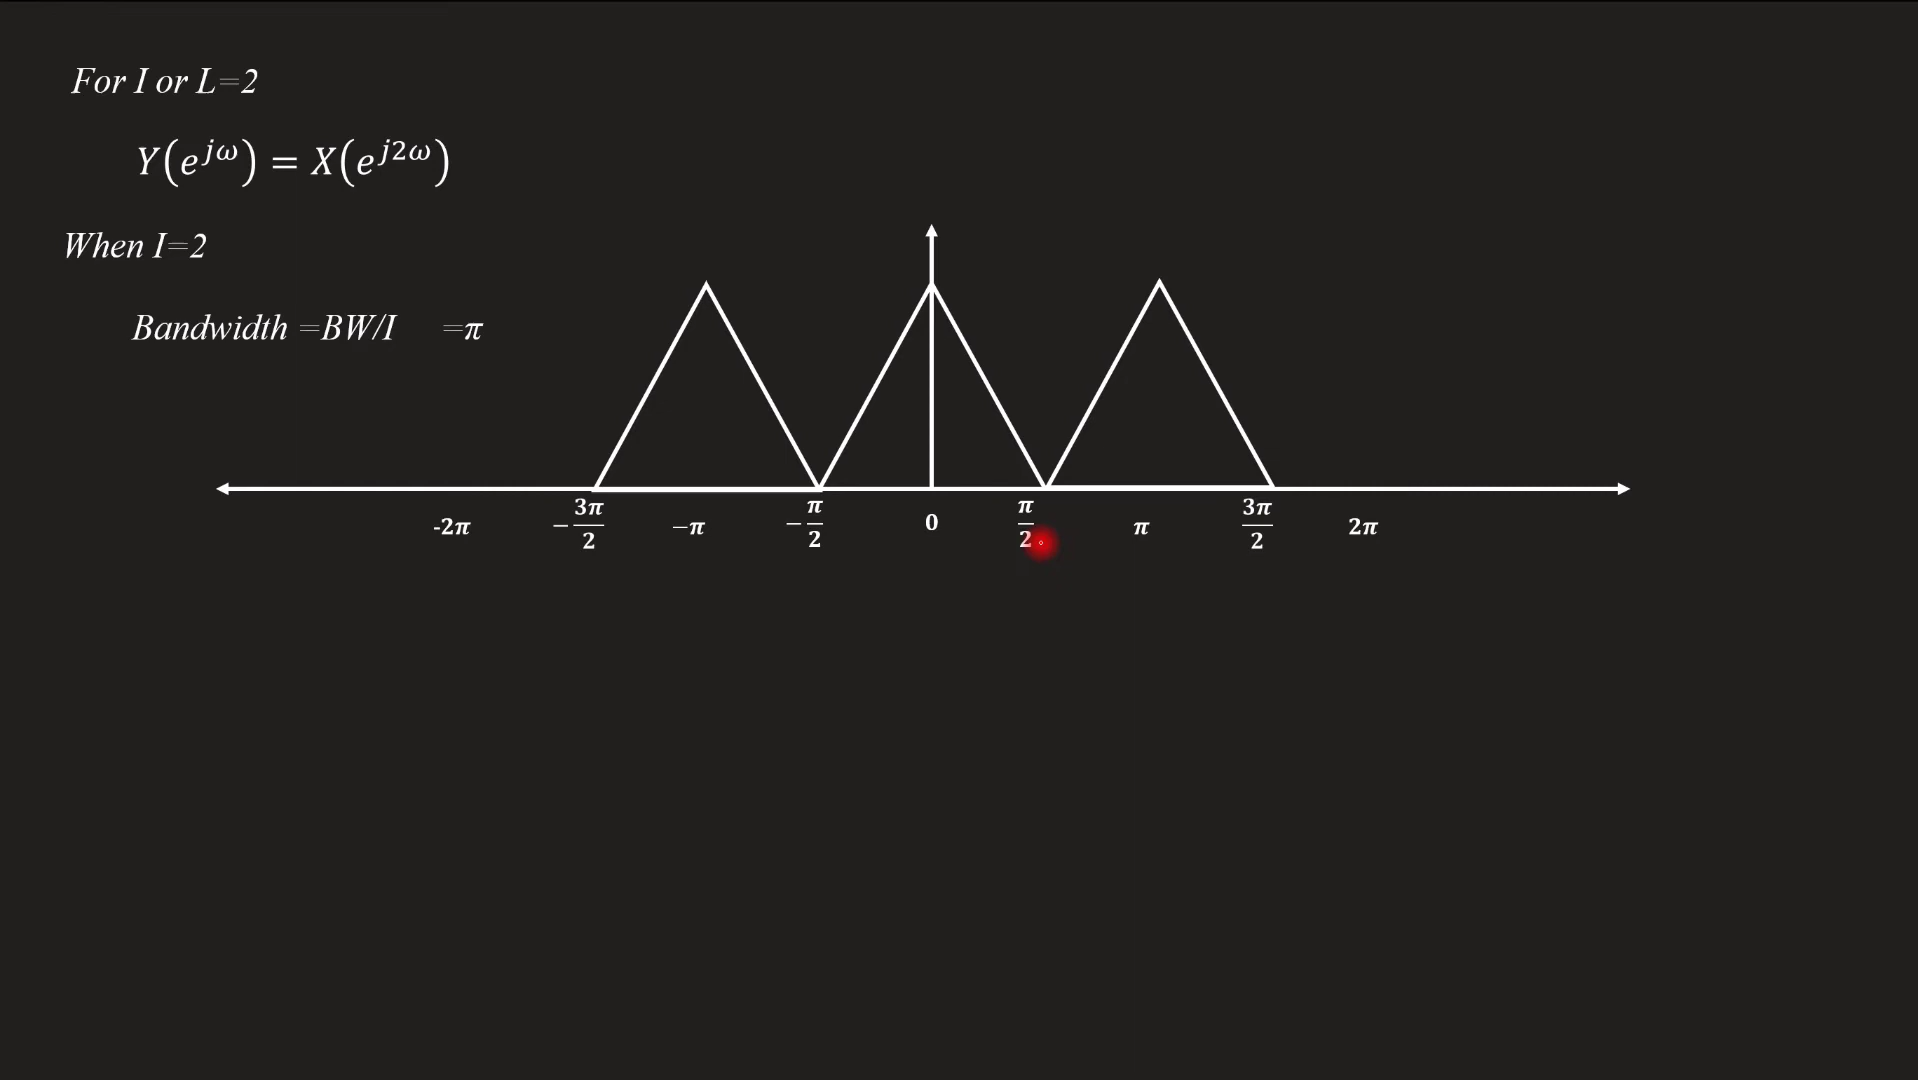 For I or L=2
Y(e^{jω}) = X(e^{j2ω})
When I=2
Bandwidth =BW/I =π
-2π −3π/2 −π −π/2 0 π/2 π 3π/2 2π